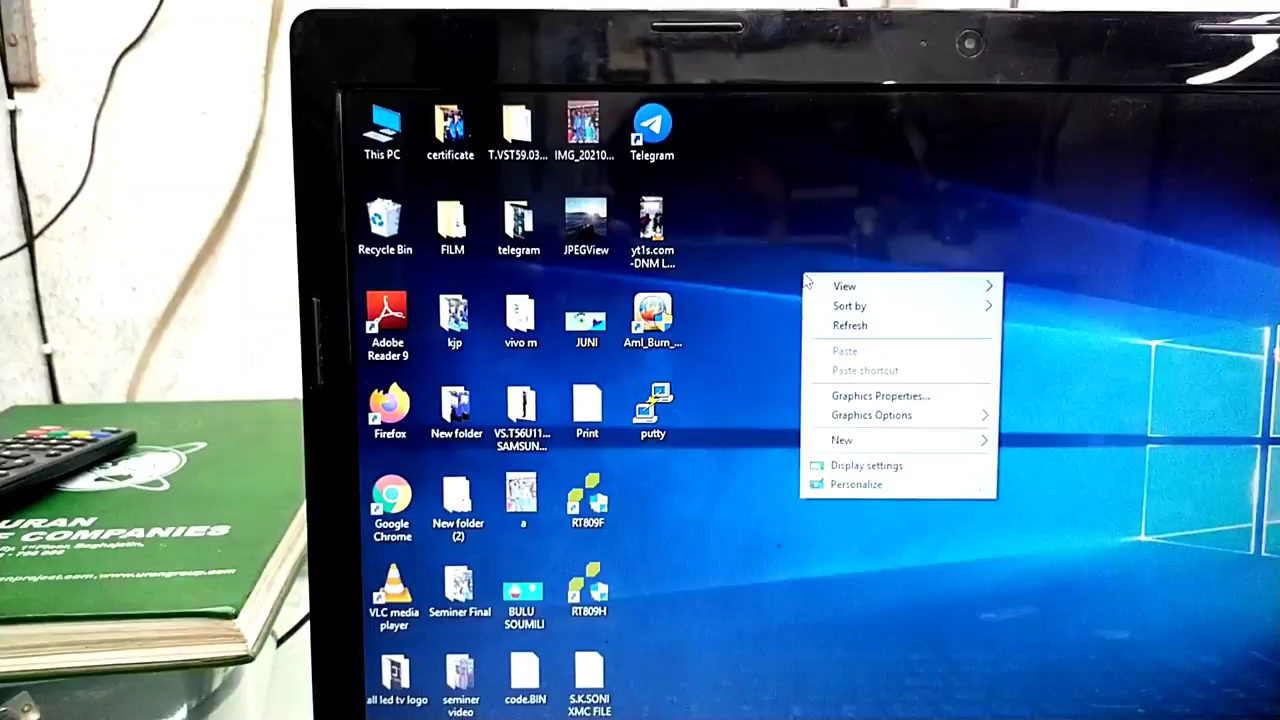 This PC
certificate
T.VST59.03...
IMG_20210...
Telegram
Recycle Bin
FILM
telegram
JPEGView
yt1s.com
-DNM L...
Adobe
Reader 9
kjp
vivo m
JUNI
Aml_Burn_...
Firefox
New folder
VS.T56U11...
SAMSUN...
Print
putty
Google
Chrome
New folder
(2)
a
RT809F
VLC media
player
Seminer Final
BULU
SOUMILI
RT809H
all led tv logo
seminer
video
code.BIN
S.K.SONI
XMC FILE
View
Sort by
Refresh
Paste
Paste shortcut
Graphics Properties...
Graphics Options
New
Display settings
Personalize
URAN
COMPANIES
www.urangroup.com